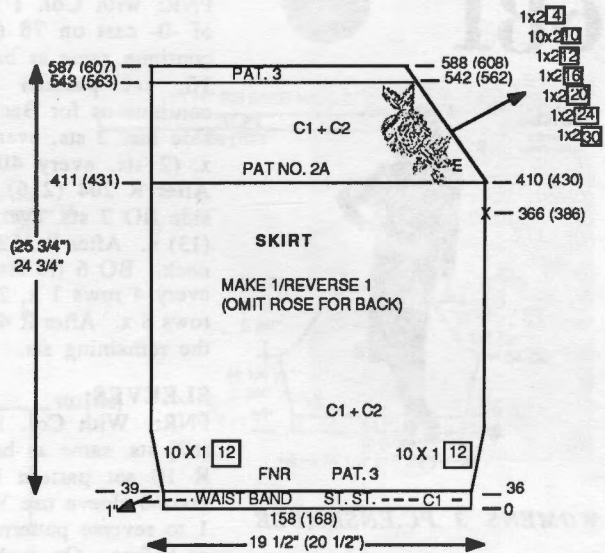 1x2 4
10x2 10
1x2 12
1x2 16
1x2 20
1x2 24
1x2 30
587 (607)
543 (563)
PAT. 3
588 (608)
542 (562)
C1 + C2
E
411 (431)
PAT NO. 2A
410 (430)
X
366 (386)
(25 3/4")
24 3/4"
SKIRT
MAKE 1/REVERSE 1
(OMIT ROSE FOR BACK)
C1 + C2
10 X 1 12
10 X 1 12
FNR PAT. 3
39
WAIST BAND ST. ST. C1
36
1"
0
158 (168)
19 1/2" (20 1/2")
WOMENS